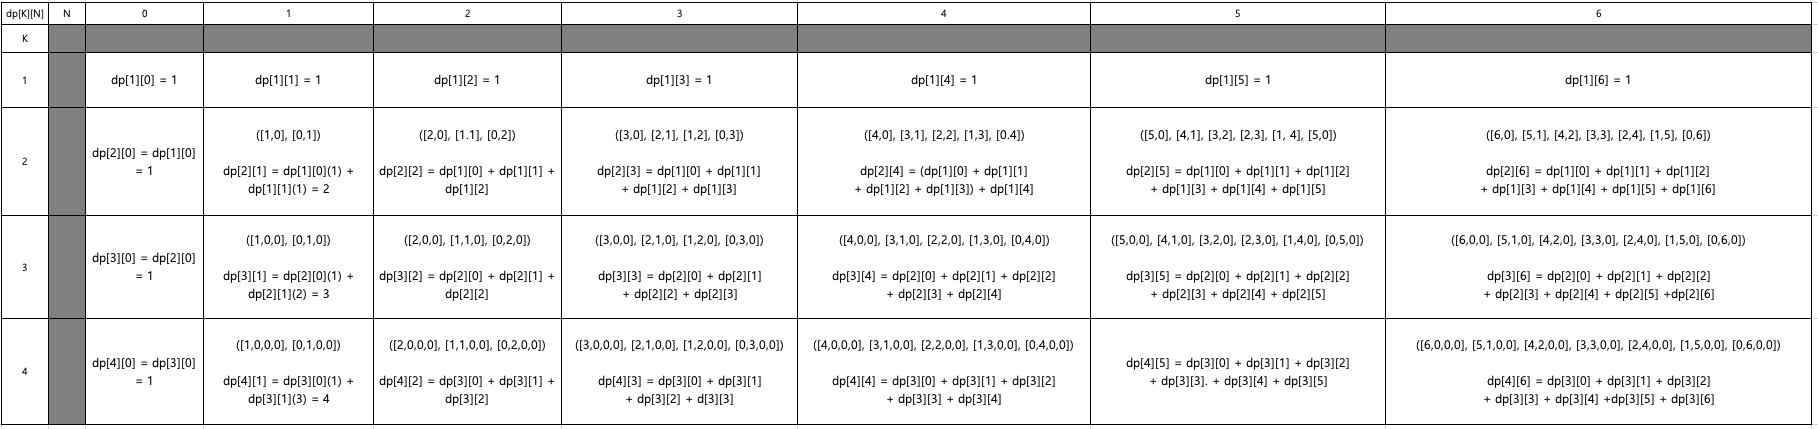 dp[K][N] N 0 1 2 3 4 5 6
K
1 dp[1][0] = 1 dp[1][1] = 1 dp[1][2] = 1 dp[1][3] = 1 dp[1][4] = 1 dp[1][5] = 1 dp[1][6] = 1
2
dp[2][0] = dp[1][0]
= 1
([1,0], [0,1])
dp[2][1] = dp[1][0](1) +
dp[1][1](1) = 2
([2,0], [1.1], [0,2])
dp[2][2] = dp[1][0] + dp[1][1] +
dp[1][2]
([3,0], [2,1], [1,2], [0,3])
dp[2][3] = dp[1][0] + dp[1][1]
+ dp[1][2] + dp[1][3]
([4,0], [3,1], [2,2], [1,3], [0.4])
dp[2][4] = (dp[1][0] + dp[1][1]
+ dp[1][2] + dp[1][3]) + dp[1][4]
([5,0], [4,1], [3,2], [2,3], [1, 4], [5,0])
dp[2][5] = dp[1][0] + dp[1][1] + dp[1][2]
+ dp[1][3] + dp[1][4] + dp[1][5]
([6,0], [5,1], [4,2], [3,3], [2,4], [1,5], [0,6])
dp[2][6] = dp[1][0] + dp[1][1] + dp[1][2]
+ dp[1][3] + dp[1][4] + dp[1][5] + dp[1][6]
3
dp[3][0] = dp[2][0]
= 1
([1,0,0], [0,1,0])
dp[3][1] = dp[2][0](1) +
dp[2][1](2) = 3
([2,0,0], [1,1,0], [0,2,0])
dp[3][2] = dp[2][0] + dp[2][1] +
dp[2][2]
([3,0,0], [2,1,0], [1,2,0], [0,3,0])
dp[3][3] = dp[2][0] + dp[2][1]
+ dp[2][2] + dp[2][3]
([4,0,0], [3,1,0], [2,2,0], [1,3,0], [0,4,0])
dp[3][4] = dp[2][0] + dp[2][1] + dp[2][2]
+ dp[2][3] + dp[2][4]
([5,0,0], [4,1,0], [3,2,0], [2,3,0], [1,4,0], [0,5,0])
dp[3][5] = dp[2][0] + dp[2][1] + dp[2][2]
+ dp[2][3] + dp[2][4] + dp[2][5]
([6,0,0], [5,1,0], [4,2,0], [3,3,0], [2,4,0], [1,5,0], [0,6,0])
dp[3][6] = dp[2][0] + dp[2][1] + dp[2][2]
+ dp[2][3] + dp[2][4] + dp[2][5] +dp[2][6]
4
dp[4][0] = dp[3][0]
= 1
([1,0,0,0], [0,1,0,0])
dp[4][1] = dp[3][0](1) +
dp[3][1](3) = 4
([2,0,0,0], [1,1,0,0], [0,2,0,0])
dp[4][2] = dp[3][0] + dp[3][1] +
dp[3][2]
([3,0,0,0], [2,1,0,0], [1,2,0,0], [0,3,0,0])
dp[4][3] = dp[3][0] + dp[3][1]
+ dp[3][2] + d[3][3]
([4,0,0,0], [3,1,0,0], [2,2,0,0], [1,3,0,0], [0,4,0,0])
dp[4][4] = dp[3][0] + dp[3][1] + dp[3][2]
+ dp[3][3] + dp[3][4]
dp[4][5] = dp[3][0] + dp[3][1] + dp[3][2]
+ dp[3][3]. + dp[3][4] + dp[3][5]
([6,0,0,0], [5,1,0,0], [4,2,0,0], [3,3,0,0], [2,4,0,0], [1,5,0,0], [0,6,0,0])
dp[4][6] = dp[3][0] + dp[3][1] + dp[3][2]
+ dp[3][3] + dp[3][4] +dp[3][5] + dp[3][6]